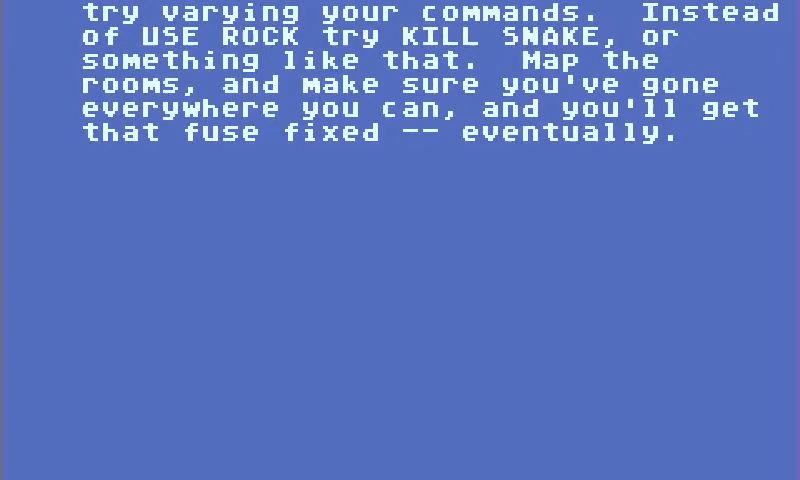 try varying your commands.  Instead
of USE ROCK try KILL SNAKE, or
something like that.  Map the
rooms, and make sure you've gone
everywhere you can, and you'll get
that fuse fixed -- eventually.